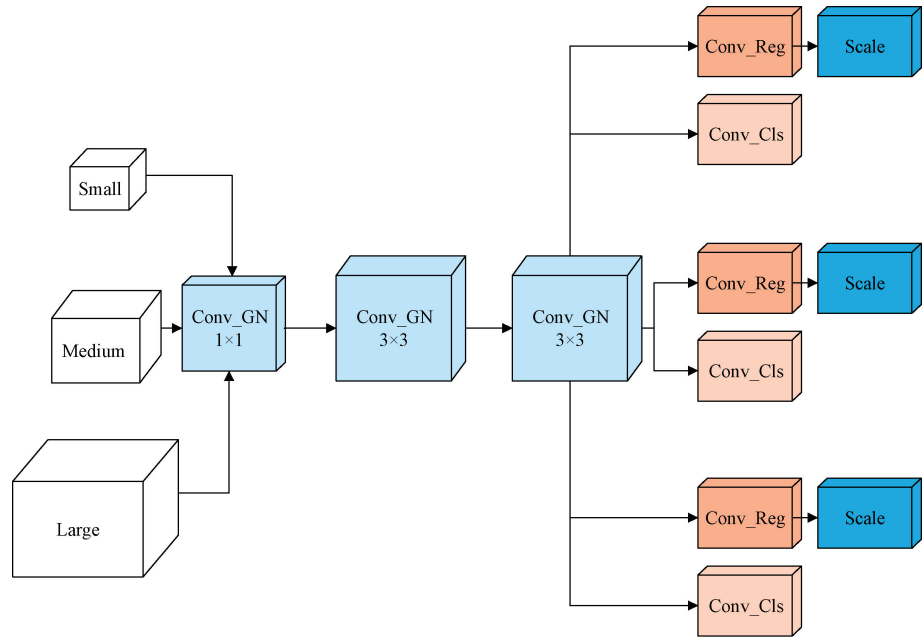 Small
Medium
Large
Conv_GN
1×1
Conv_GN
3×3
Conv_GN
3×3
Conv_Reg
Scale
Conv_Cls
Conv_Reg
Scale
Conv_Cls
Conv_Reg
Scale
Conv_Cls